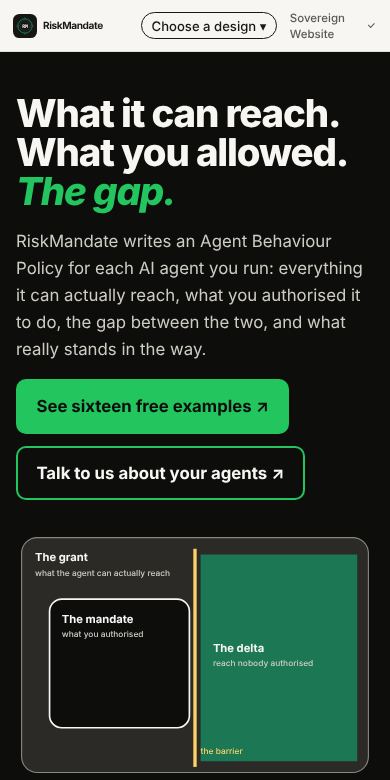 RM
RiskMandate
Choose a design ▾
Sovereign
Website
What it can reach.
What you allowed.
The gap.
RiskMandate writes an Agent Behaviour
Policy for each AI agent you run: everything
it can actually reach, what you authorised it
to do, the gap between the two, and what
really stands in the way.
See sixteen free examples ↗
Talk to us about your agents ↗
The grant
what the agent can actually reach
The mandate
what you authorised
The delta
reach nobody authorised
the barrier